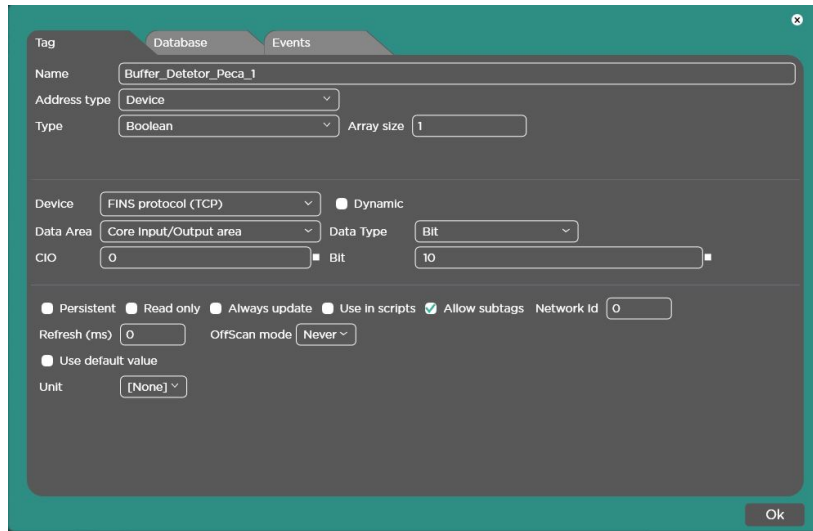 Tag Database Events
Name Buffer_Detetor_Peca_1
Address type Device
Type Boolean Array size 1
Device FINS protocol (TCP) Dynamic
Data Area Core Input/Output area Data Type Bit
CIO 0 Bit 10
Persistent Read only Always update Use in scripts Allow subtags Network Id 0
Refresh (ms) 0 OffScan mode Never
Use default value
Unit [None]
Ok